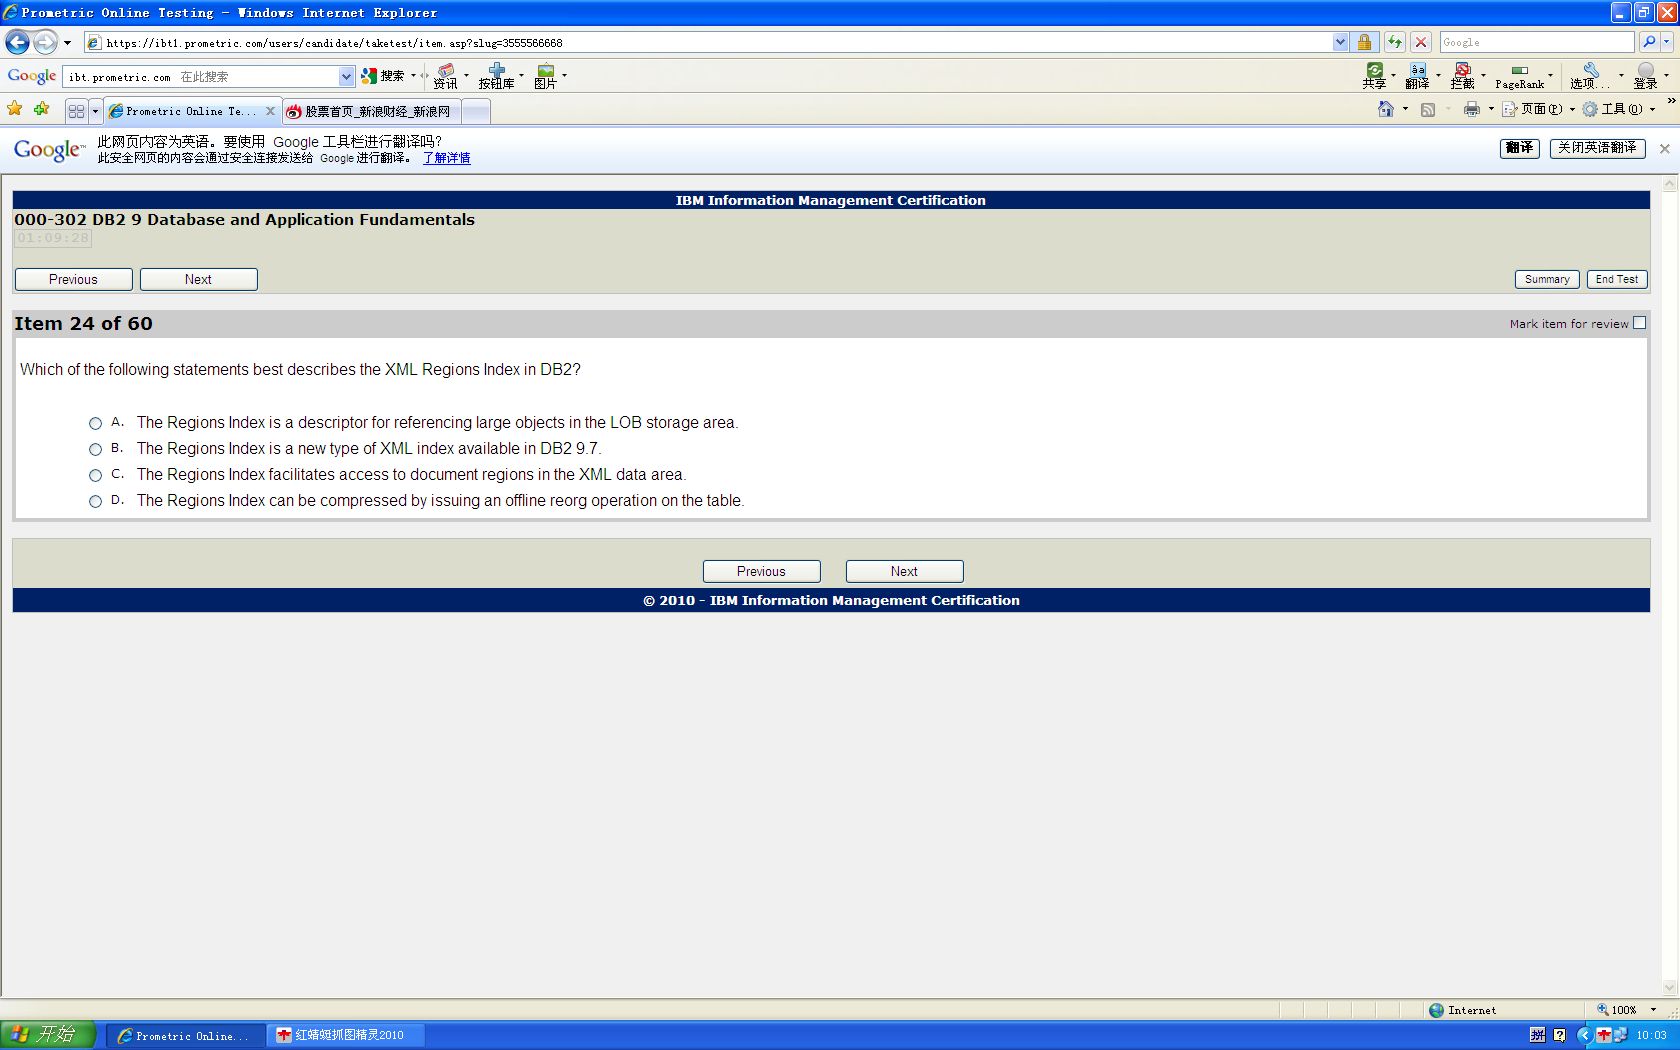 Prometric Online Testing - Windows Internet Explorer
https://ibt1.prometric.com/users/candidate/taketest/item.asp?slug=3555566668
Google
Google ibt.prometric.com 在此搜索 搜索 资讯 按钮库 图片 共享 翻译 拦截 PageRank 选项... 登录
Prometric Online Te... 股票首页_新浪财经_新浪网 页面(P) 工具(O)
Google™ 此网页内容为英语。要使用 Google 工具栏进行翻译吗?
此安全网页的内容会通过安全连接发送给 Google 进行翻译。 了解详情
翻译 关闭英语翻译
IBM Information Management Certification
000-302 DB2 9 Database and Application Fundamentals
01:09:28
Previous Next Summary End Test
Item 24 of 60 Mark item for review
Which of the following statements best describes the XML Regions Index in DB2?
A. The Regions Index is a descriptor for referencing large objects in the LOB storage area.
B. The Regions Index is a new type of XML index available in DB2 9.7.
C. The Regions Index facilitates access to document regions in the XML data area.
D. The Regions Index can be compressed by issuing an offline reorg operation on the table.
Previous Next
© 2010 - IBM Information Management Certification
Internet 100%
开始 Prometric Online... 红蜻蜓抓图精灵2010 拼 10:03